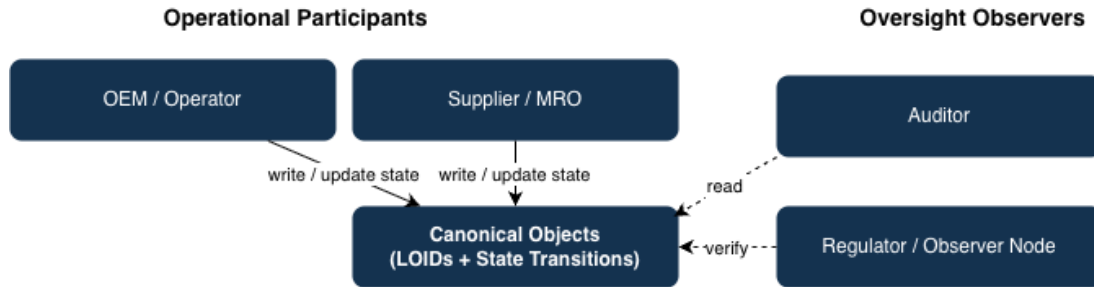 Operational Participants
Oversight Observers
OEM / Operator
Supplier / MRO
Auditor
write / update state
write / update state
read
Canonical Objects
(LOIDs + State Transitions)
verify
Regulator / Observer Node